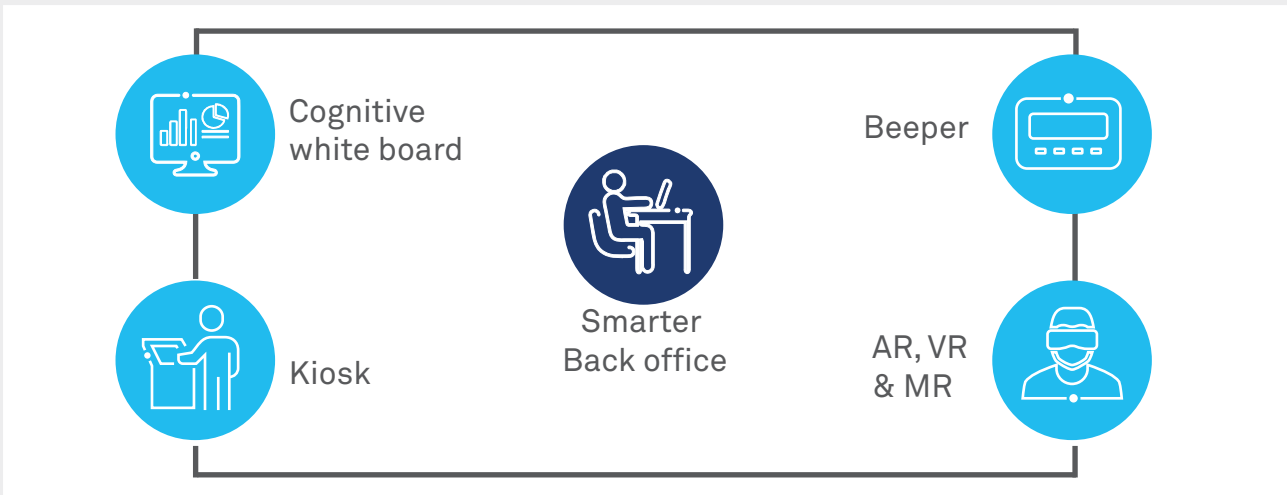 Cognitive
white board
Beeper
Smarter
Back office
Kiosk
AR, VR
& MR